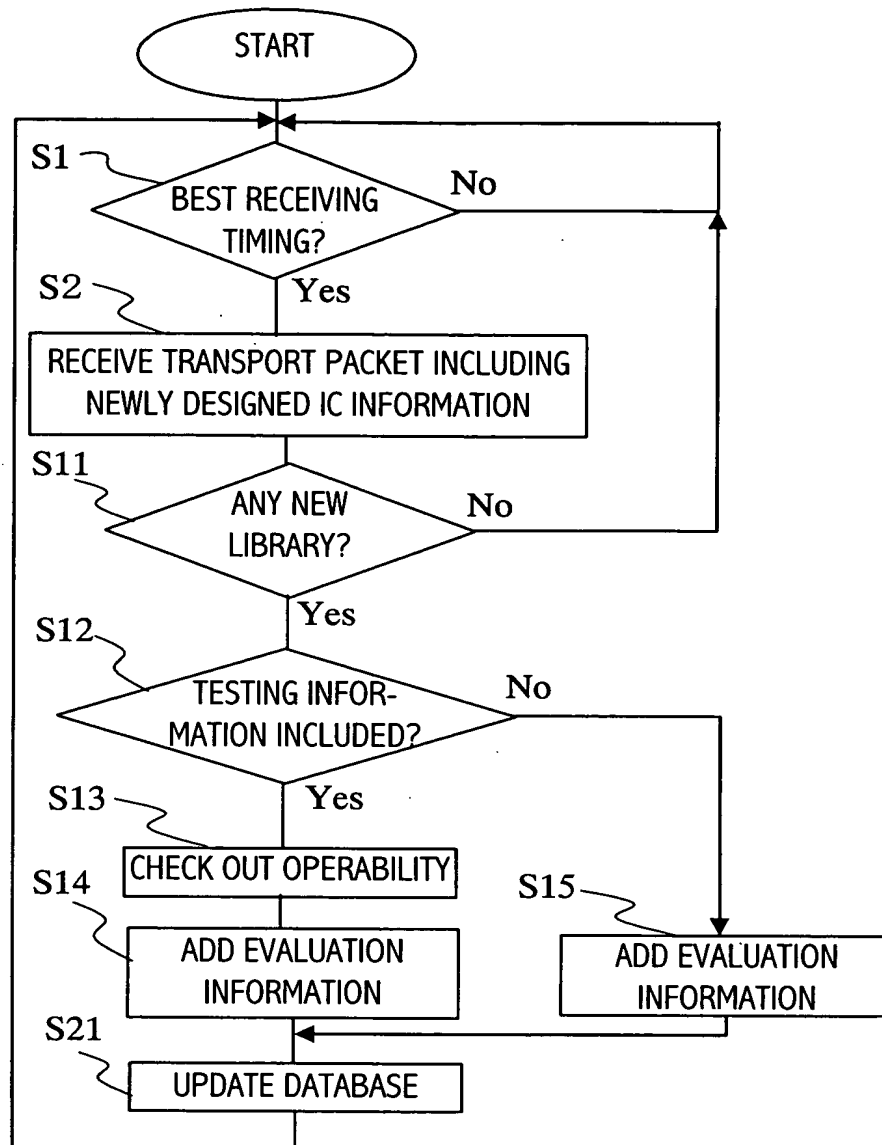 START
S1
No
BEST RECEIVING
TIMING?
Yes
S2
RECEIVE TRANSPORT PACKET INCLUDING
NEWLY DESIGNED IC INFORMATION
S11
ANY NEW
LIBRARY?
No
Yes
S12
TESTING INFOR-
MATION INCLUDED?
No
Yes
S13
CHECK OUT OPERABILITY
S14
ADD EVALUATION
INFORMATION
S15
ADD EVALUATION
INFORMATION
S21
UPDATE DATABASE